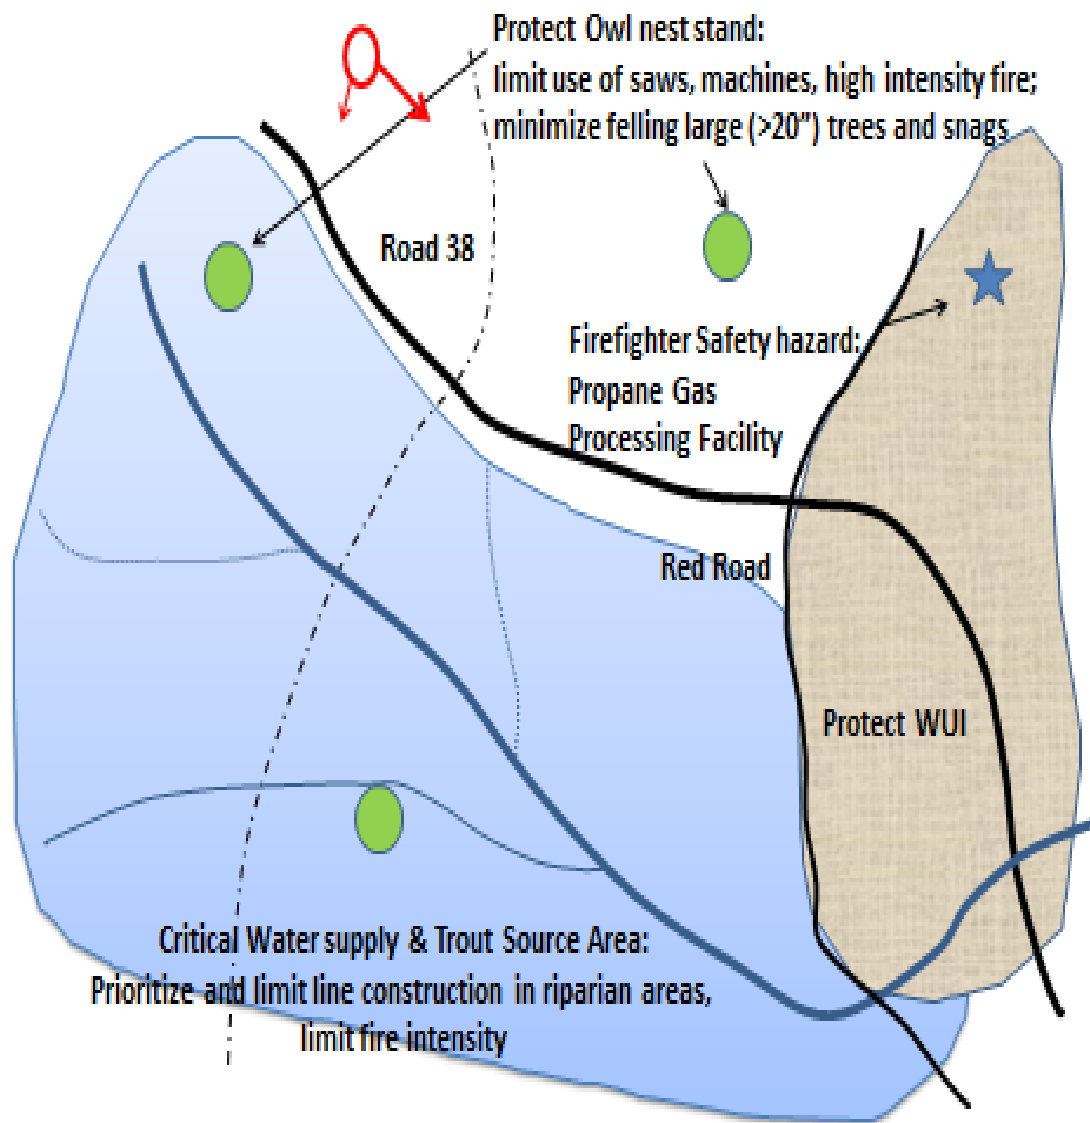 Protect Owl nest stand:
limit use of saws, machines, high intensity fire;
minimize felling large (>20”) trees and snags
Road 38
Firefighter Safety hazard:
Propane Gas
Processing Facility
Red Road
Protect WUI
Critical Water supply & Trout Source Area:
Prioritize and limit line construction in riparian areas,
limit fire intensity